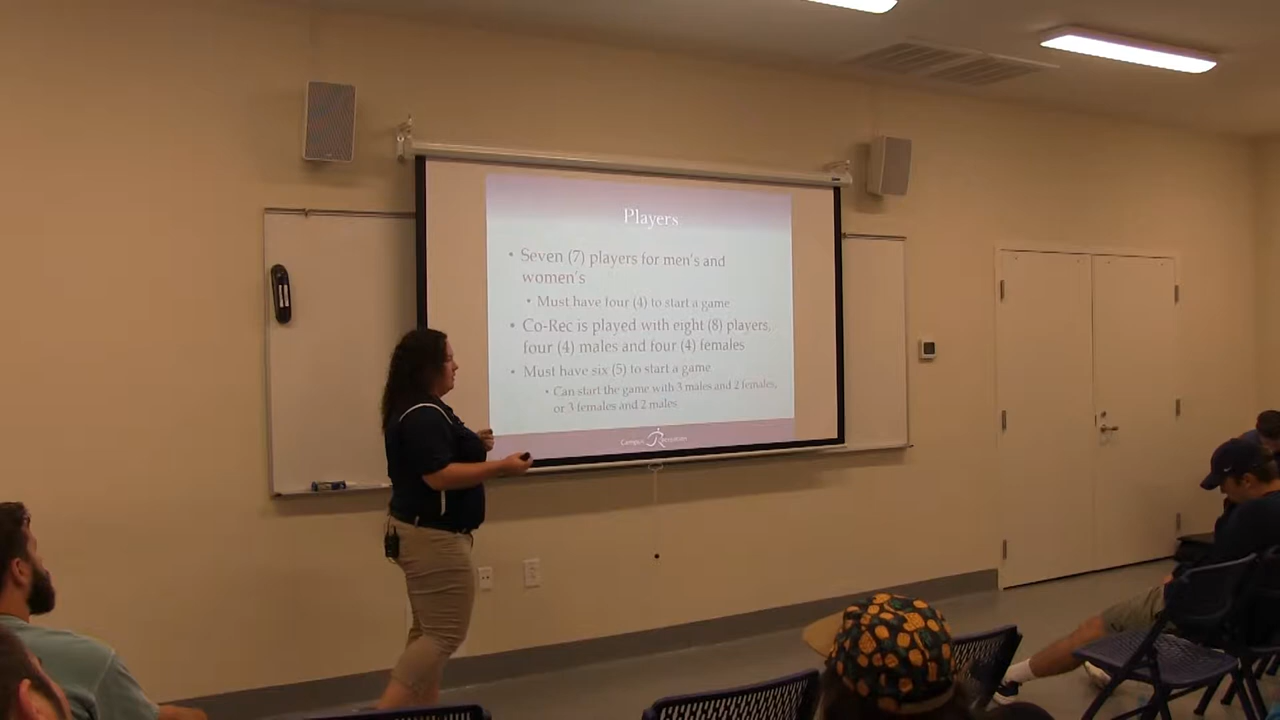 Players
• Seven (7) players for men's and
women's
• Must have four (4) to start a game
• Co-Rec is played with eight (8) players,
four (4) males and four (4) females
• Must have six (5) to start a game
• Can start the game with 3 males and 2 females,
or 3 females and 2 males
Campus Recreation